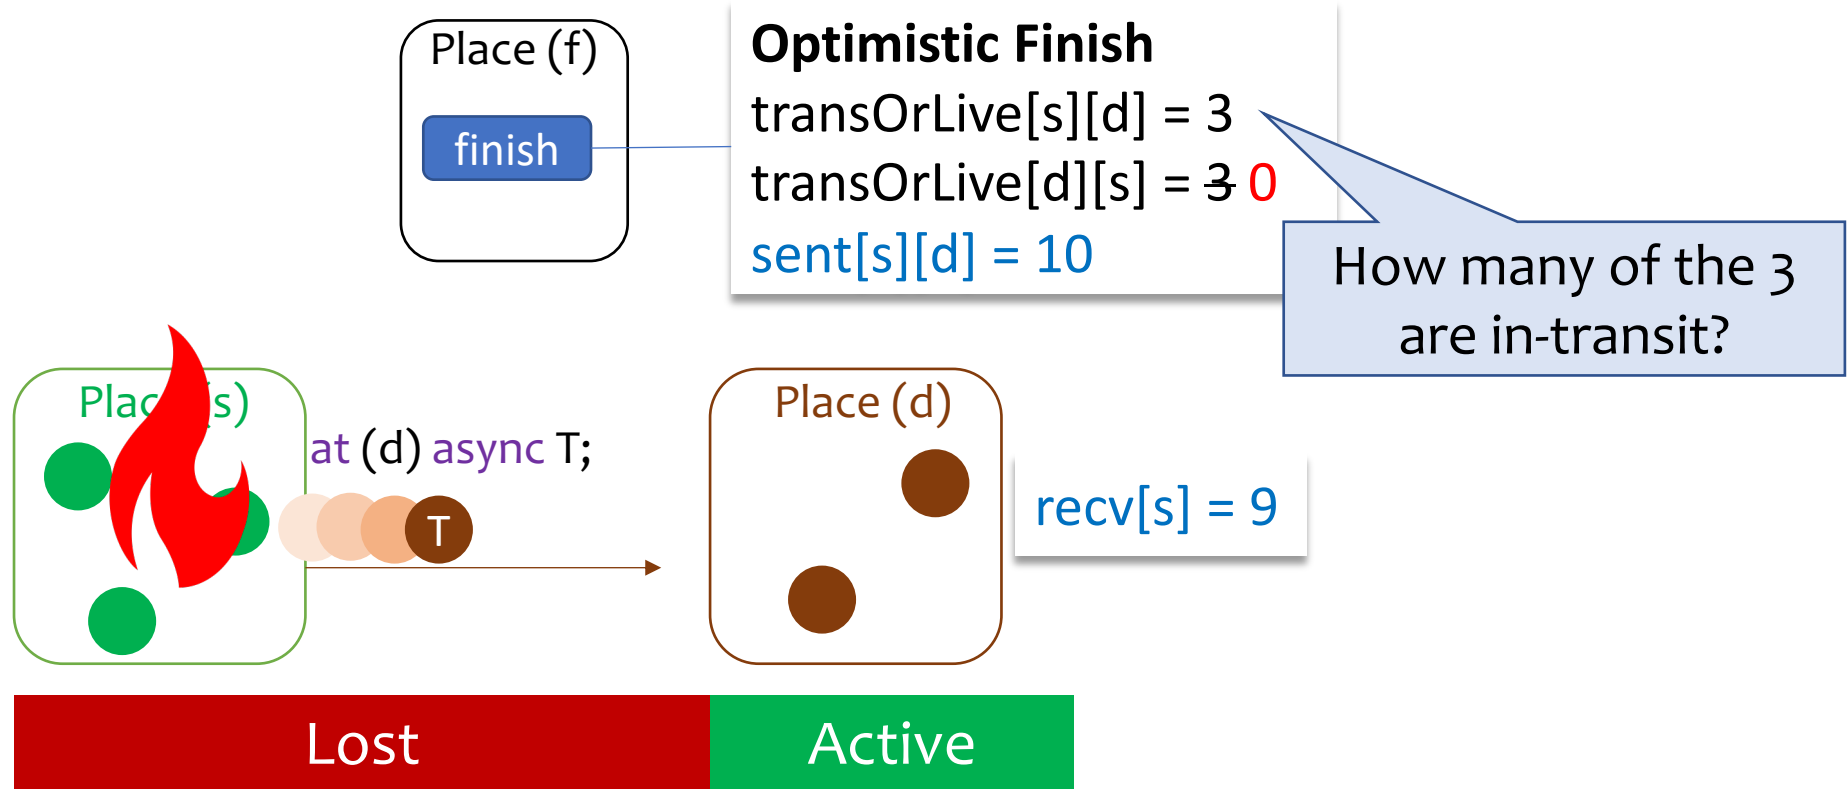 Place (f)
finish
Optimistic Finish
transOrLive[s][d] = 3
transOrLive[d][s] = 3 0
sent[s][d] = 10
How many of the 3
are in-transit?
Place (s)
at (d) async T;
T
Place (d)
recv[s] = 9
Lost
Active